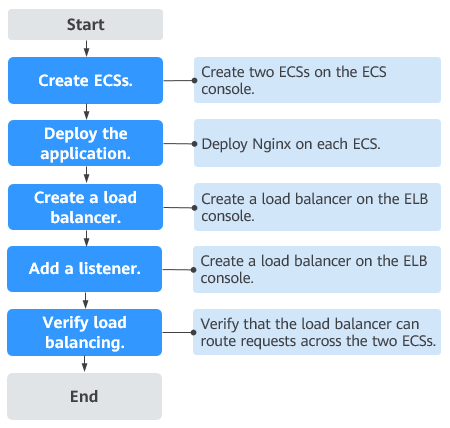 Start
Create ECSs.
Create two ECSs on the ECS
console.
Deploy the
application.
Deploy Nginx on each ECS.
Create a load
balancer.
Create a load balancer on the ELB
console.
Add a listener.
Create a load balancer on the ELB
console.
Verify load
balancing.
Verify that the load balancer can
route requests across the two ECSs.
End